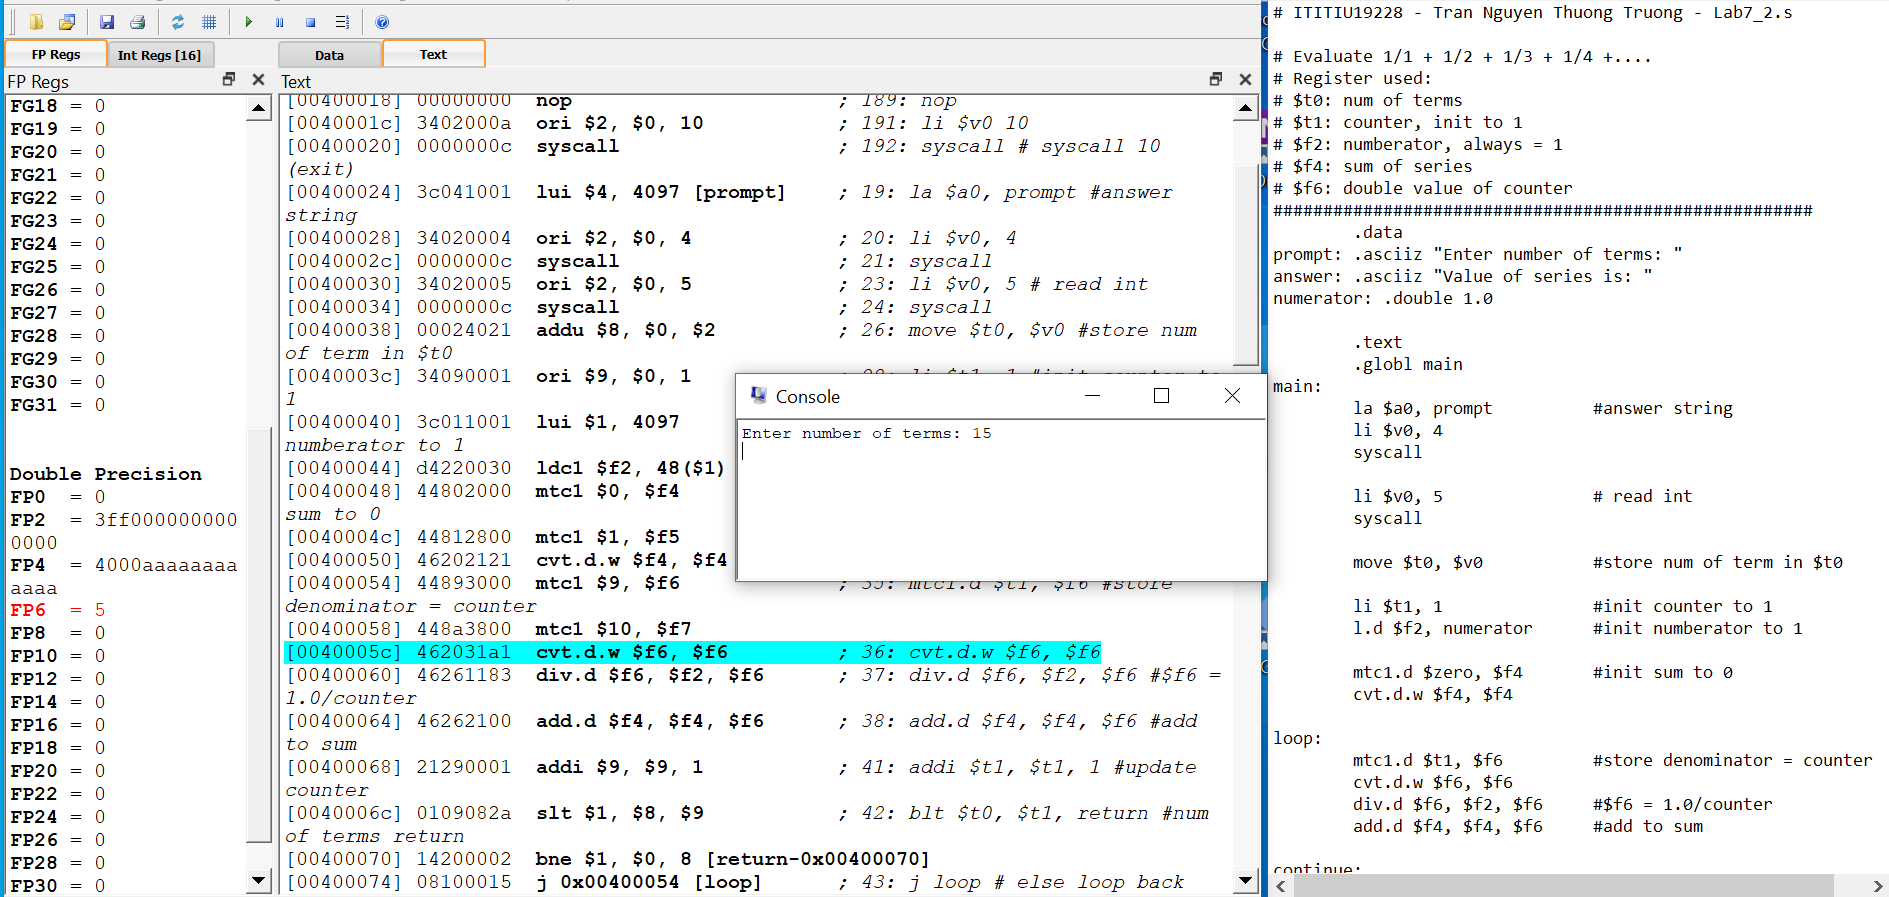 FP Regs
Int Regs [16]
Data
Text
FP Regs
FG18 = 0
FG19 = 0
FG20 = 0
FG21 = 0
FG22 = 0
FG23 = 0
FG24 = 0
FG25 = 0
FG26 = 0
FG27 = 0
FG28 = 0
FG29 = 0
FG30 = 0
FG31 = 0
Double Precision
FP0 = 0
FP2 = 3ff000000000
0000
FP4 = 4000aaaaaaaa
aaaa
FP6 = 5
FP8 = 0
FP10 = 0
FP12 = 0
FP14 = 0
FP16 = 0
FP18 = 0
FP20 = 0
FP22 = 0
FP24 = 0
FP26 = 0
FP28 = 0
FP30 = 0
Text
[00400018] 00000000 nop ; 189: nop
[0040001c] 3402000a ori $2, $0, 10 ; 191: li $v0 10
[00400020] 0000000c syscall ; 192: syscall # syscall 10
(exit)
[00400024] 3c041001 lui $4, 4097 [prompt] ; 19: la $a0, prompt #answer
string
[00400028] 34020004 ori $2, $0, 4 ; 20: li $v0, 4
[0040002c] 0000000c syscall ; 21: syscall
[00400030] 34020005 ori $2, $0, 5 ; 23: li $v0, 5 # read int
[00400034] 0000000c syscall ; 24: syscall
[00400038] 00024021 addu $8, $0, $2 ; 26: move $t0, $v0 #store num
of term in $t0
[0040003c] 34090001 ori $9, $0, 1
1
[00400040] 3c011001 lui $1, 4097
numberator to 1
[00400044] d4220030 ldc1 $f2, 48($1)
[00400048] 44802000 mtc1 $0, $f4
sum to 0
[0040004c] 44812800 mtc1 $1, $f5
[00400050] 46202121 cvt.d.w $f4, $f4
[00400054] 44893000 mtc1 $9, $f6 ; 35: mtc1.d $t1, $f6 #store
denominator = counter
[00400058] 448a3800 mtc1 $10, $f7
[0040005c] 462031a1 cvt.d.w $f6, $f6 ; 36: cvt.d.w $f6, $f6
[00400060] 46261183 div.d $f6, $f2, $f6 ; 37: div.d $f6, $f2, $f6 #$f6 =
1.0/counter
[00400064] 46262100 add.d $f4, $f4, $f6 ; 38: add.d $f4, $f4, $f6 #add
to sum
[00400068] 21290001 addi $9, $9, 1 ; 41: addi $t1, $t1, 1 #update
counter
[0040006c] 0109082a slt $1, $8, $9 ; 42: blt $t0, $t1, return #num
of terms return
[00400070] 14200002 bne $1, $0, 8 [return-0x00400070]
[00400074] 08100015 j 0x00400054 [loop] ; 43: j loop # else loop back
Console
Enter number of terms: 15
# ITITIU19228 - Tran Nguyen Thuong Truong - Lab7_2.s
# Evaluate 1/1 + 1/2 + 1/3 + 1/4 +....
# Register used:
# $t0: num of terms
# $t1: counter, init to 1
# $f2: numberator, always = 1
# $f4: sum of series
# $f6: double value of counter
######################################################
.data
prompt: .asciiz "Enter number of terms: "
answer: .asciiz "Value of series is: "
numerator: .double 1.0
.text
.globl main
main:
la $a0, prompt #answer string
li $v0, 4
syscall
li $v0, 5 # read int
syscall
move $t0, $v0 #store num of term in $t0
li $t1, 1 #init counter to 1
l.d $f2, numerator #init numberator to 1
mtc1.d $zero, $f4 #init sum to 0
cvt.d.w $f4, $f4
loop:
mtc1.d $t1, $f6 #store denominator = counter
cvt.d.w $f6, $f6
div.d $f6, $f2, $f6 #$f6 = 1.0/counter
add.d $f4, $f4, $f6 #add to sum
continue: